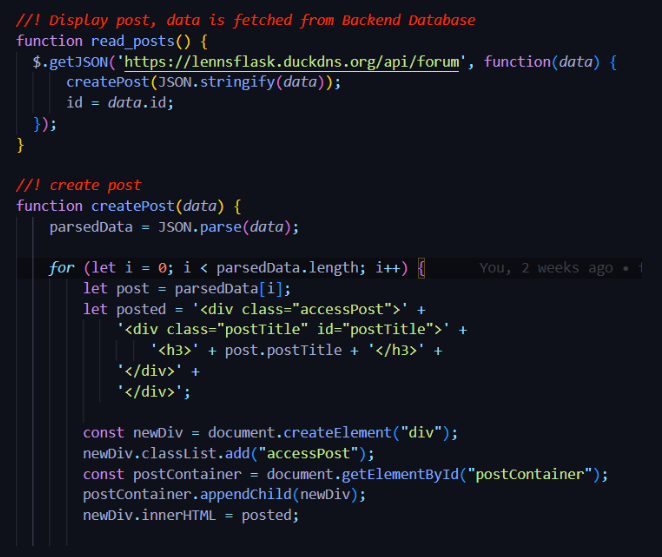 //! Display post, data is fetched from Backend Database
function read_posts() {
  $.getJSON('https://lennsflask.duckdns.org/api/forum', function(data) {
      createPost(JSON.stringify(data));
      id = data.id;
  });
}
//! create post
function createPost(data) {
    parsedData = JSON.parse(data);
    for (let i = 0; i < parsedData.length; i++) { You, 2 weeks ago •
        let post = parsedData[i];
        let posted = '<div class="accessPost">' +
            '<div class="postTitle" id="postTitle">' +
                '<h3>' + post.postTitle + '</h3>' +
            '</div>' +
            '</div>';
        const newDiv = document.createElement("div");
        newDiv.classList.add("accessPost");
        const postContainer = document.getElementById("postContainer");
        postContainer.appendChild(newDiv);
        newDiv.innerHTML = posted;